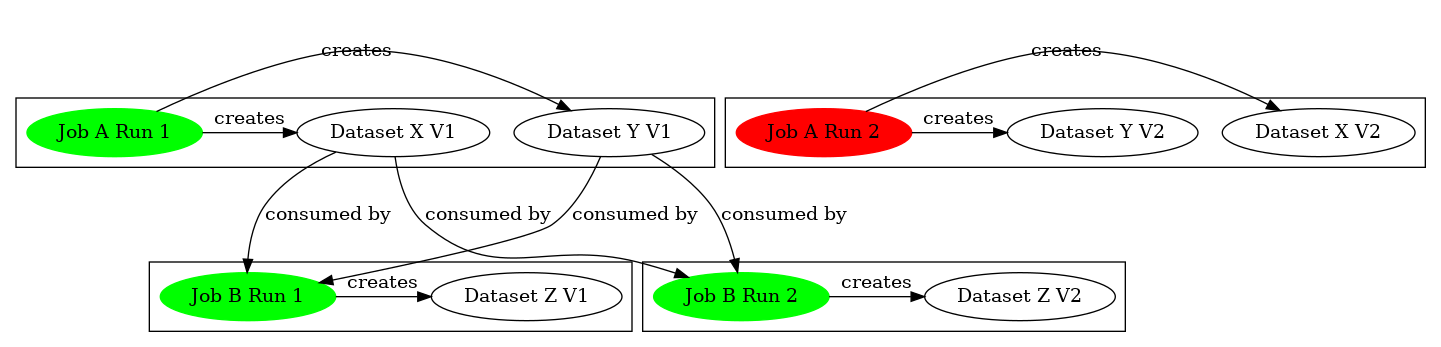 creates
creates
Job A Run 1
creates
Dataset X V1
Dataset Y V1
Job A Run 2
creates
Dataset Y V2
Dataset X V2
consumed by
consumed by
consumed by
consumed by
Job B Run 1
creates
Dataset Z V1
Job B Run 2
creates
Dataset Z V2